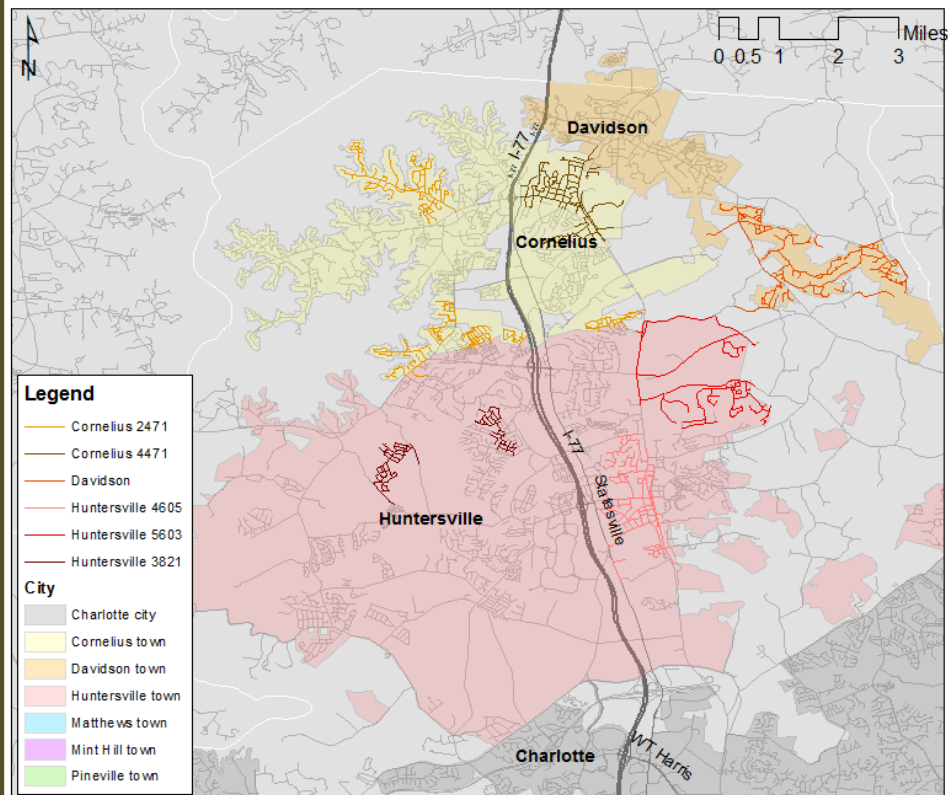 N
Miles
0 0.5 1 2 3
Davidson
I-77
Cornelius
I-77
Statesville
Huntersville
Charlotte
WT Harris
Legend
Cornelius 2471
Cornelius 4471
Davidson
Huntersville 4605
Huntersville 5603
Huntersville 3821
City
Charlotte city
Cornelius town
Davidson town
Huntersville town
Matthews town
Mint Hill town
Pineville town